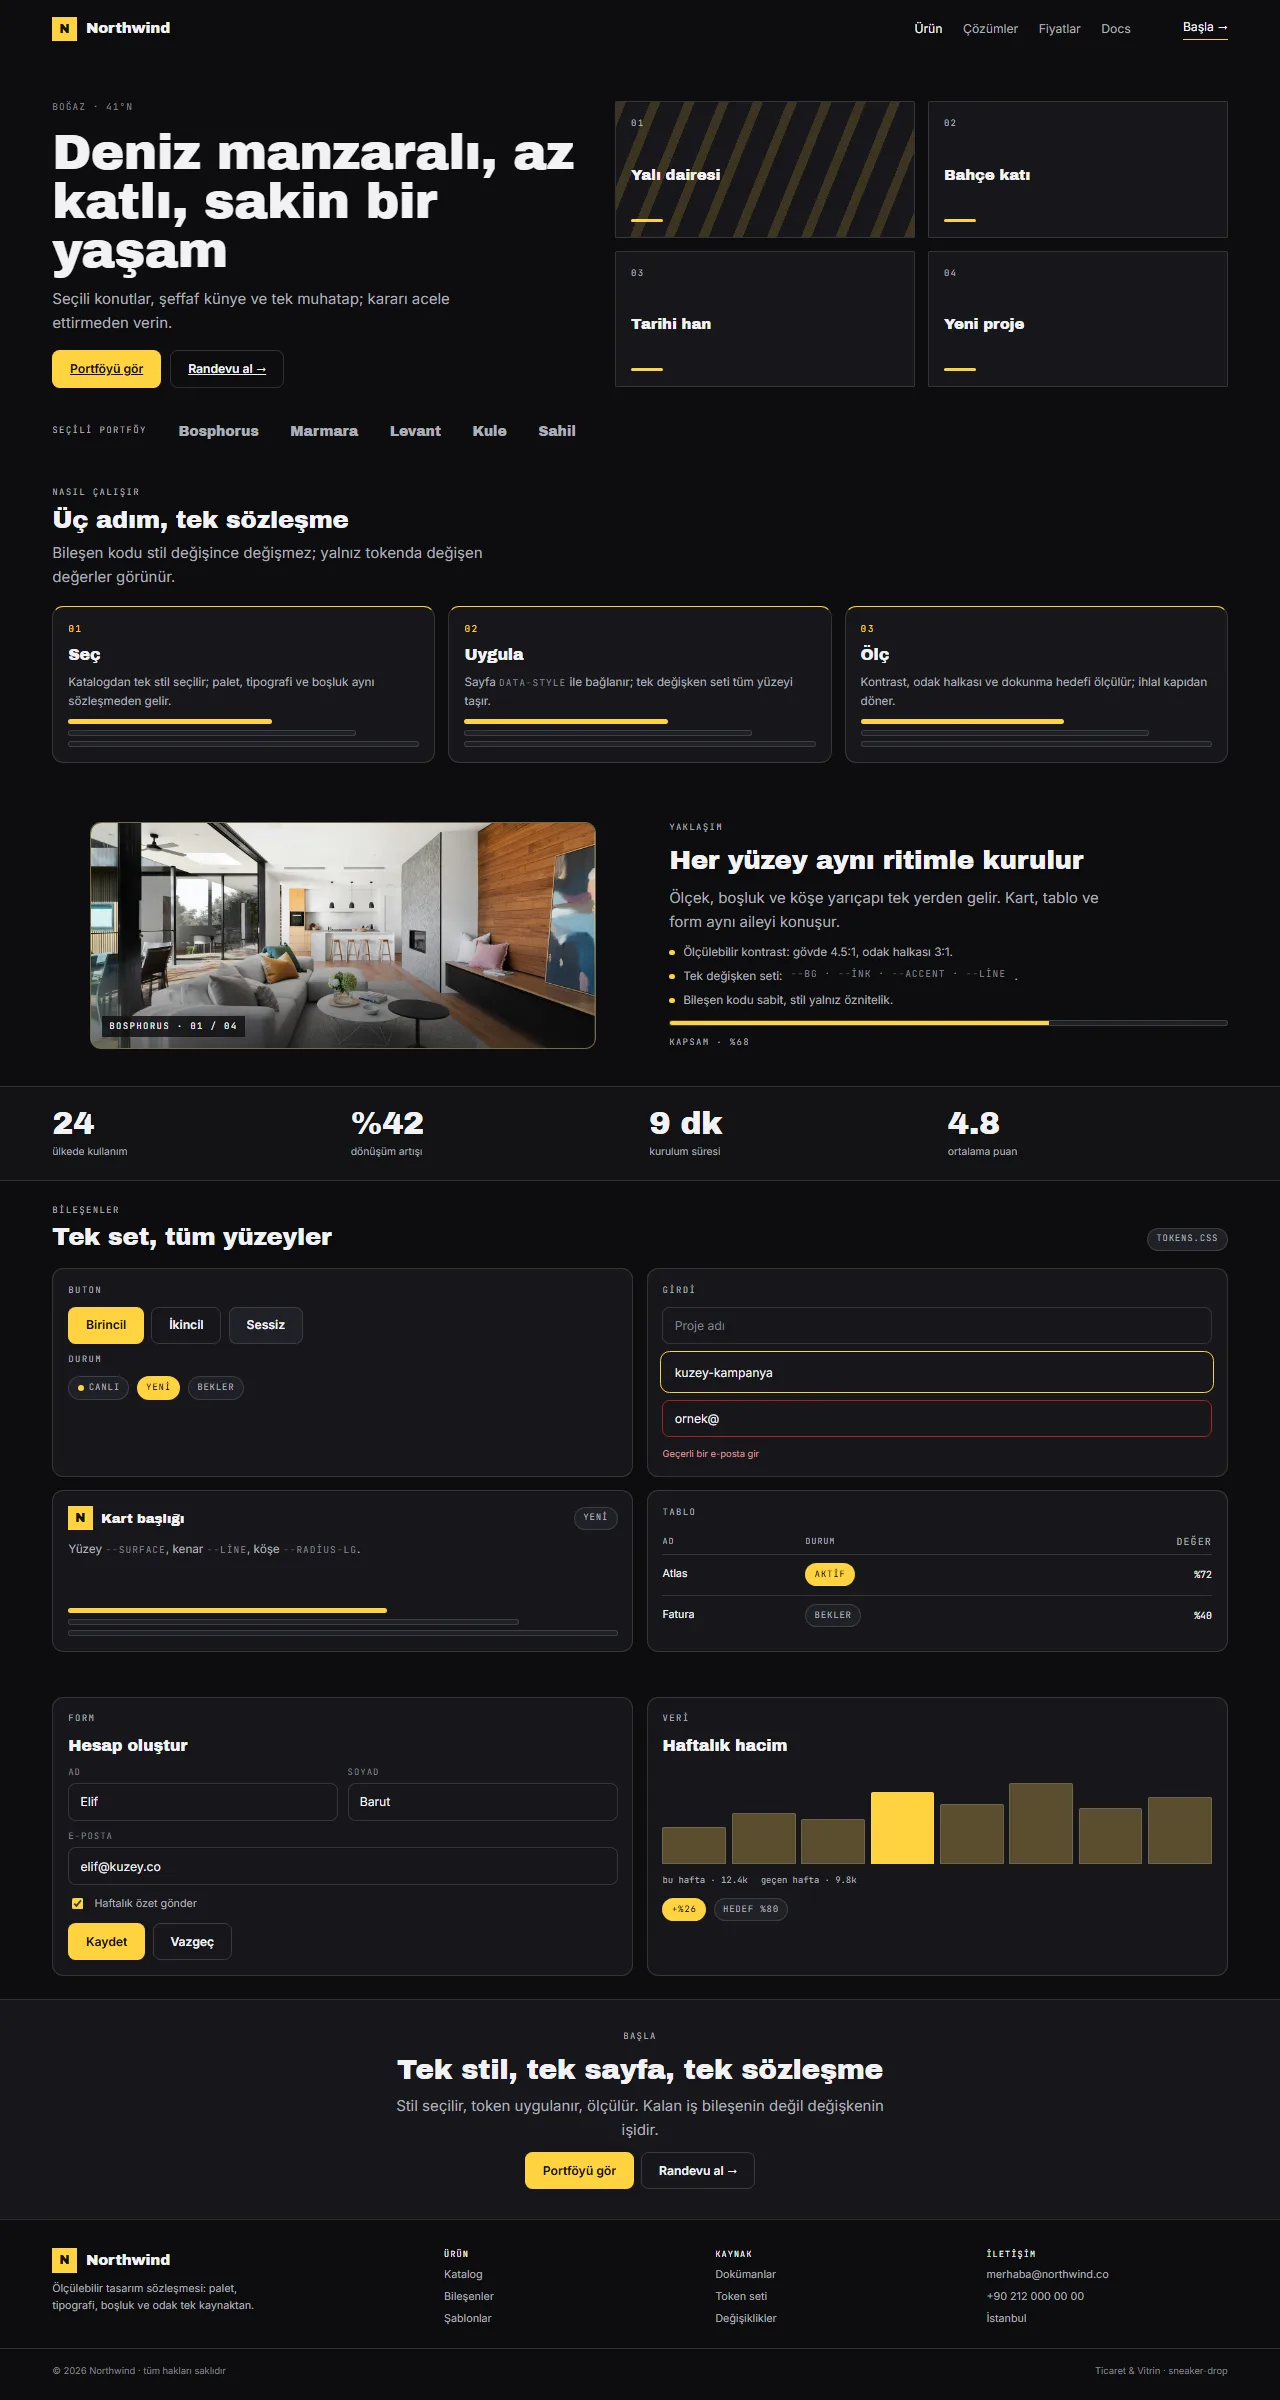 N Northwind
Ürün Çözümler Fiyatlar Docs Başla →
BOĞAZ · 41°N
Deniz manzaralı, az
katlı, sakin bir
yaşam
Seçili konutlar, şeffaf künye ve tek muhatap; kararı acele
ettirmeden verin.
Portföyü gör Randevu al →
01
Yalı dairesi
02
Bahçe katı
03
Tarihi han
04
Yeni proje
SEÇİLİ PORTFÖY Bosphorus Marmara Levant Kule Sahil
NASIL ÇALIŞIR
Üç adım, tek sözleşme
Bileşen kodu stil değişince değişmez; yalnız tokenda değişen
değerler görünür.
01
Seç
Katalogdan tek stil seçilir; palet, tipografi ve boşluk aynı
sözleşmeden gelir.
02
Uygula
Sayfa DATA-STYLE ile bağlanır; tek değişken seti tüm yüzeyi
taşır.
03
Ölç
Kontrast, odak halkası ve dokunma hedefi ölçülür; ihlal kapıdan
döner.
BOSPHORUS · 01 / 04
YAKLAŞIM
Her yüzey aynı ritimle kurulur
Ölçek, boşluk ve köşe yarıçapı tek yerden gelir. Kart, tablo ve
form aynı aileyi konuşur.
Ölçülebilir kontrast: gövde 4.5:1, odak halkası 3:1.
Tek değişken seti: --BG · --İNK · --ACCENT · --LİNE .
Bileşen kodu sabit, stil yalnız öznitelik.
KAPSAM · %68
24
ülkede kullanım
%42
dönüşüm artışı
9 dk
kurulum süresi
4.8
ortalama puan
BİLEŞENLER
Tek set, tüm yüzeyler
TOKENS.CSS
BUTON
Birincil İkincil Sessiz
DURUM
CANLI YENİ BEKLER
GİRDİ
Proje adı
kuzey-kampanya
ornek@
Geçerli bir e-posta gir
N Kart başlığı YENİ
Yüzey --SURFACE, kenar --LİNE, köşe --RADİUS-LG.
TABLO
AD DURUM DEĞER
Atlas AKTİF %72
Fatura BEKLER %40
FORM
Hesap oluştur
AD SOYAD
Elif Barut
E-POSTA
elif@kuzey.co
Haftalık özet gönder
Kaydet Vazgeç
VERİ
Haftalık hacim
bu hafta · 12.4k geçen hafta · 9.8k
+%26 HEDEF %80
BAŞLA
Tek stil, tek sayfa, tek sözleşme
Stil seçilir, token uygulanır, ölçülür. Kalan iş bileşenin değil değişkenin
işidir.
Portföyü gör Randevu al →
N Northwind
Ölçülebilir tasarım sözleşmesi: palet,
tipografi, boşluk ve odak tek kaynaktan.
ÜRÜN
Katalog
Bileşenler
Şablonlar
KAYNAK
Dokümanlar
Token seti
Değişiklikler
İLETİŞİM
merhaba@northwind.co
+90 212 000 00 00
İstanbul
© 2026 Northwind · tüm hakları saklıdır
Ticaret & Vitrin · sneaker-drop